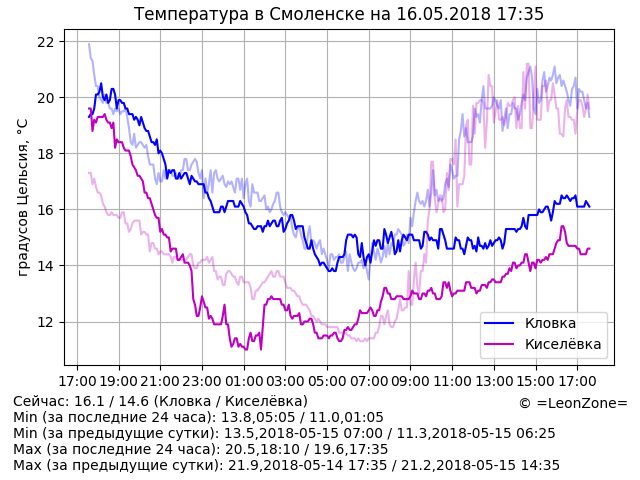 Температура в Смоленске на 16.05.2018 17:35
градусов Цельсия, °C
22
20
18
16
14
12
17:00 19:00 21:00 23:00 01:00 03:00 05:00 07:00 09:00 11:00 13:00 15:00 17:00
Кловка
Киселёвка
Сейчас: 16.1 / 14.6 (Кловка / Киселёвка)
© =LeonZone=
Min (за последние 24 часа): 13.8,05:05 / 11.0,01:05
Min (за предыдущие сутки): 13.5,2018-05-15 07:00 / 11.3,2018-05-15 06:25
Max (за последние 24 часа): 20.5,18:10 / 19.6,17:35
Max (за предыдущие сутки): 21.9,2018-05-14 17:35 / 21.2,2018-05-15 14:35